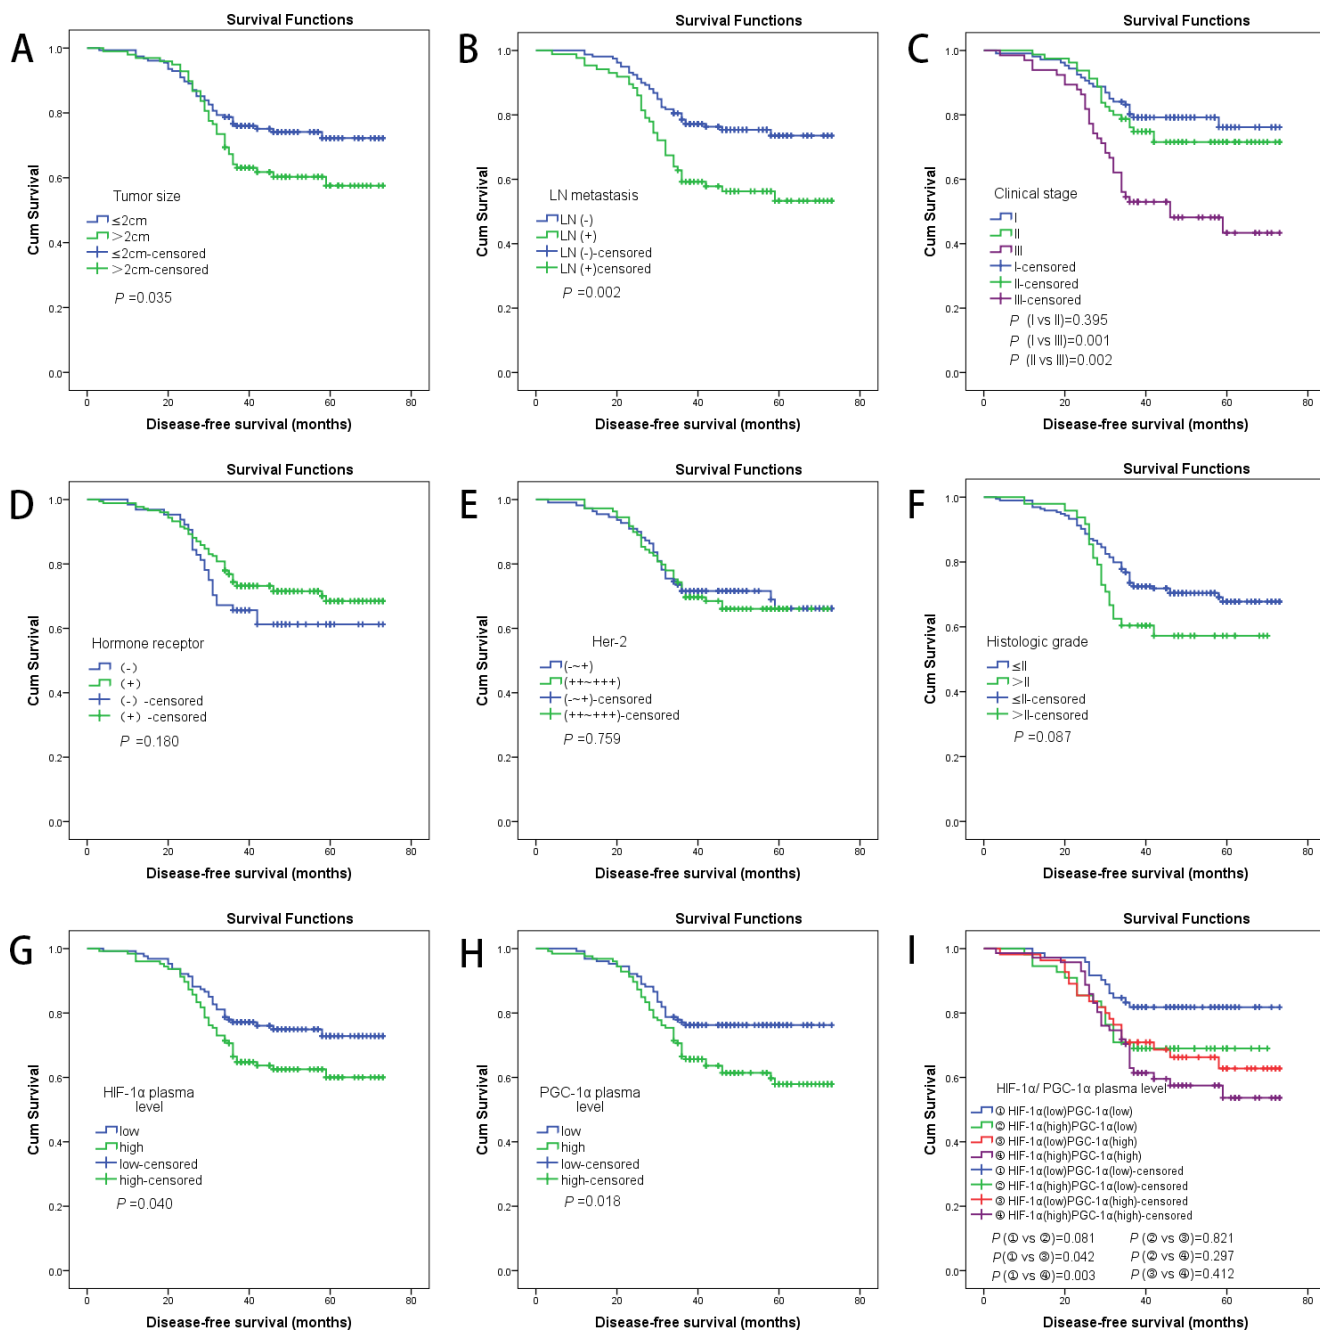 A
Survival Functions
Cum Survival
1.0
0.8
0.6
0.4
0.2
0.0
Tumor size
≤2cm
>2cm
≤2cm-censored
>2cm-censored
P =0.035
0 20 40 60 80
Disease-free survival (months)
B
Survival Functions
Cum Survival
1.0
0.8
0.6
0.4
0.2
0.0
LN metastasis
LN (-)
LN (+)
LN (-)-censored
LN (+)censored
P =0.002
0 20 40 60 80
Disease-free survival (months)
C
Survival Functions
Cum Survival
1.0
0.8
0.6
0.4
0.2
0.0
Clinical stage
I
II
III
I-censored
II-censored
III-censored
P (I vs II)=0.395
P (I vs III)=0.001
P (II vs III)=0.002
0 20 40 60 80
Disease-free survival (months)
D
Survival Functions
Cum Survival
1.0
0.8
0.6
0.4
0.2
0.0
Hormone receptor
(-)
(+)
(-) -censored
(+) -censored
P =0.180
0 20 40 60 80
Disease-free survival (months)
E
Survival Functions
Cum Survival
1.0
0.8
0.6
0.4
0.2
0.0
Her-2
(-~+)
(++~+++)
(-~+)-censored
(++~+++)-censored
P =0.759
0 20 40 60 80
Disease-free survival (months)
F
Survival Functions
Cum Survival
1.0
0.8
0.6
0.4
0.2
0.0
Histologic grade
≤II
>II
≤II-censored
>II-censored
P =0.087
0 20 40 60 80
Disease-free survival (months)
G
Survival Functions
Cum Survival
1.0
0.8
0.6
0.4
0.2
0.0
HIF-1α plasma
level
low
high
low-censored
high-censored
P =0.040
0 20 40 60 80
Disease-free survival (months)
H
Survival Functions
Cum Survival
1.0
0.8
0.6
0.4
0.2
0.0
PGC-1α plasma
level
low
high
low-censored
high-censored
P =0.018
0 20 40 60 80
Disease-free survival (months)
I
Survival Functions
Cum Survival
1.0
0.8
0.6
0.4
0.2
0.0
HIF-1α/ PGC-1α plasma level
① HIF-1α(low)PGC-1α(low)
② HIF-1α(high)PGC-1α(low)
③ HIF-1α(low)PGC-1α(high)
④ HIF-1α(high)PGC-1α(high)
① HIF-1α(low)PGC-1α(low)-censored
② HIF-1α(high)PGC-1α(low)-censored
③ HIF-1α(low)PGC-1α(high)-censored
④ HIF-1α(high)PGC-1α(high)-censored
P (① vs ②)=0.081 P (② vs ③)=0.821
P (① vs ③)=0.042 P (② vs ④)=0.297
P (① vs ④)=0.003 P (③ vs ④)=0.412
0 20 40 60 80
Disease-free survival (months)